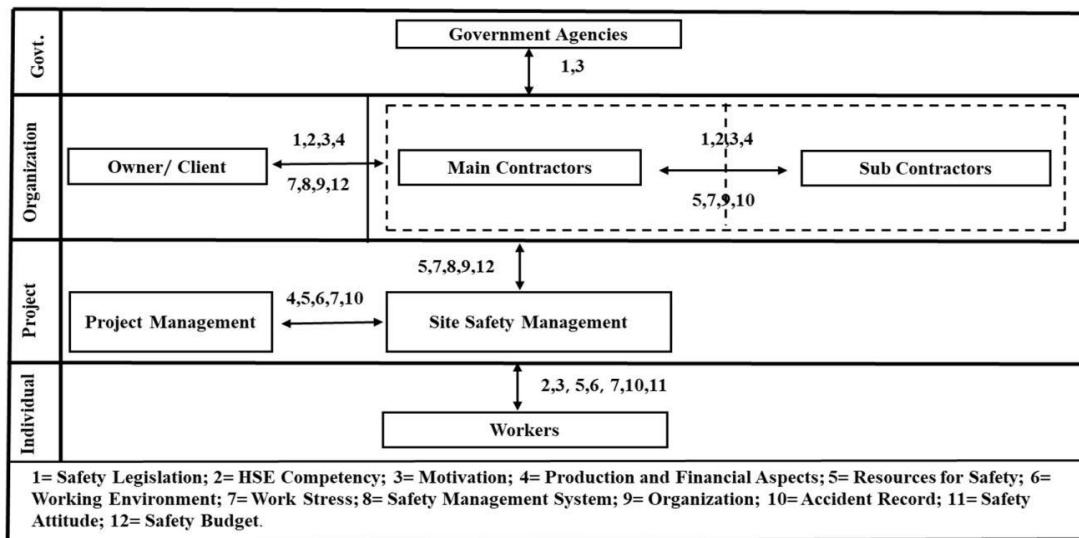 Govt.
Government Agencies
1,3
Organization
Owner/ Client
1,2,3,4
7,8,9,12
Main Contractors
1,2,3,4
5,7,9,10
Sub Contractors
Project
5,7,8,9,12
Project Management
4,5,6,7,10
Site Safety Management
Individual
2,3, 5,6, 7,10,11
Workers
1= Safety Legislation; 2= HSE Competency; 3= Motivation; 4= Production and Financial Aspects; 5= Resources for Safety; 6=
Working Environment; 7= Work Stress; 8= Safety Management System; 9= Organization; 10= Accident Record; 11= Safety
Attitude; 12= Safety Budget.